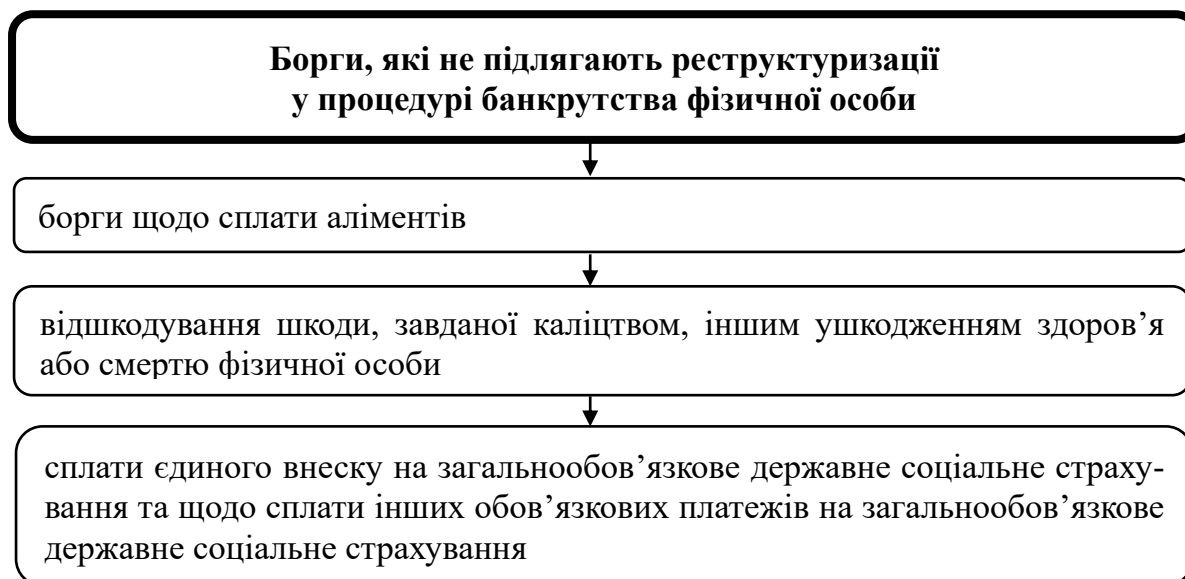 Борги, які не підлягають реструктуризації
у процедурі банкрутства фізичної особи
борги щодо сплати аліментів
відшкодування шкоди, завданої каліцтвом, іншим ушкодженням здоров’я
або смертю фізичної особи
сплати єдиного внеску на загальнообов’язкове державне соціальне страху-
вання та щодо сплати інших обов’язкових платежів на загальнообов’язкове
державне соціальне страхування